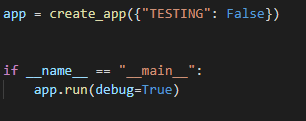 app = create_app({"TESTING": False})
if __name__ == "__main__":
    app.run(debug=True)